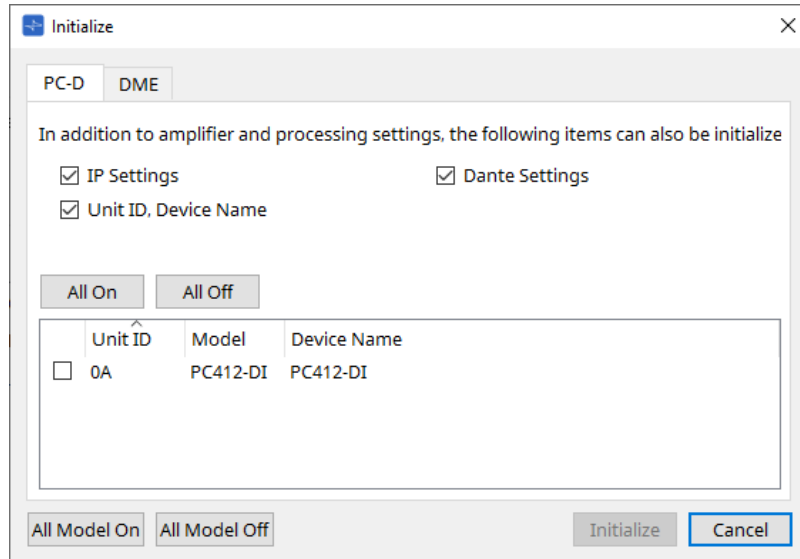 Initialize
PC-D DME
In addition to amplifier and processing settings, the following items can also be initialize
IP Settings Dante Settings
Unit ID, Device Name
All On All Off
Unit ID Model Device Name
0A PC412-DI PC412-DI
All Model On All Model Off Initialize Cancel